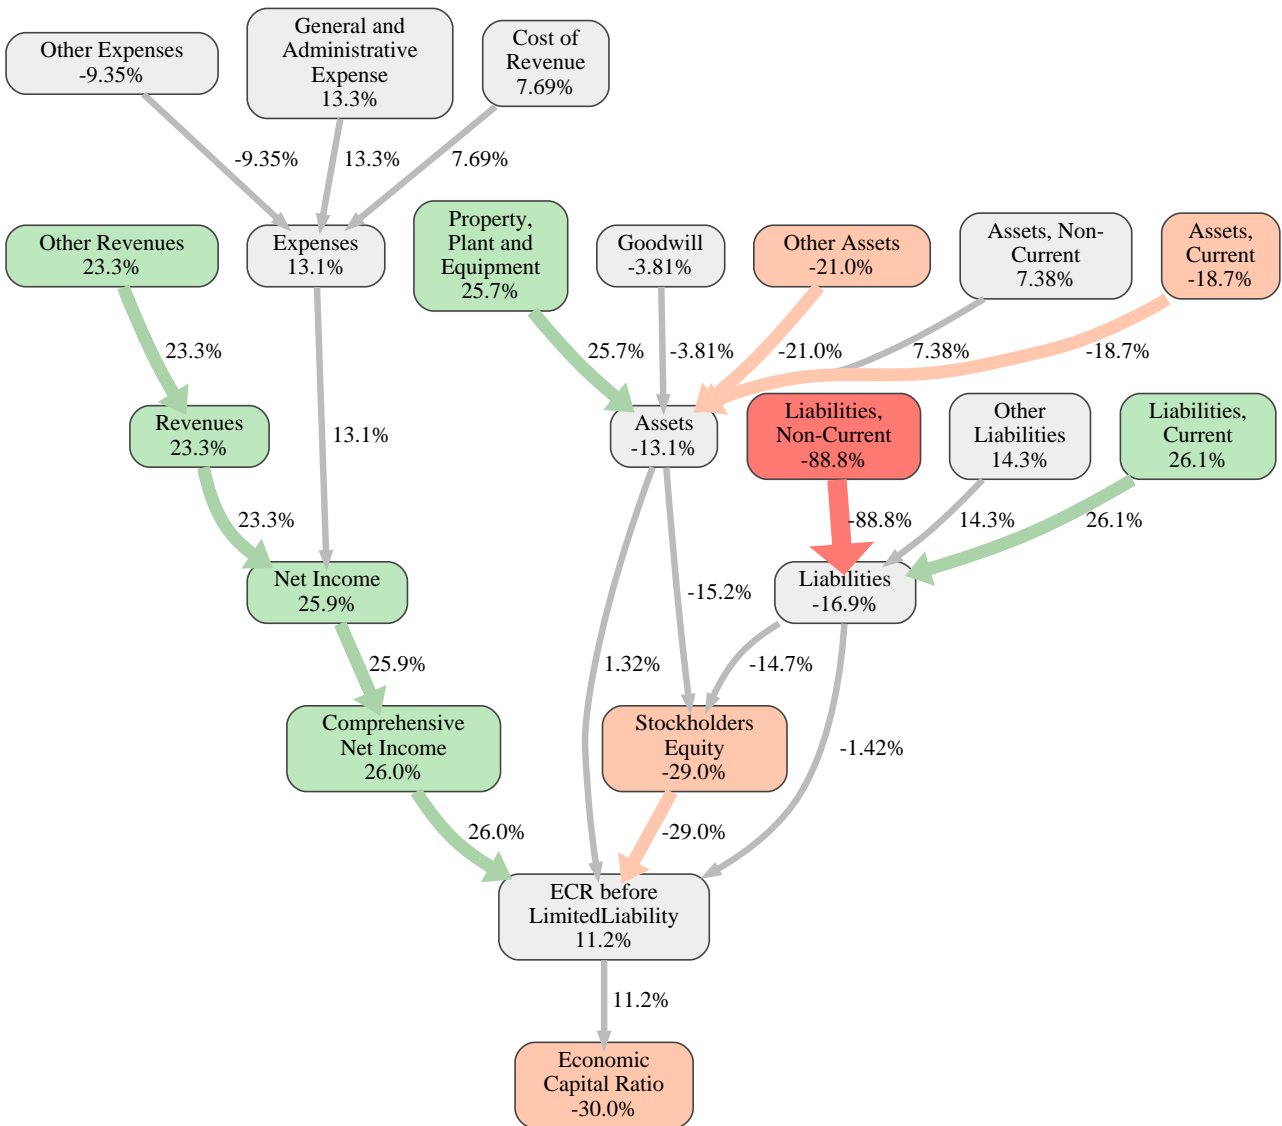 Other Expenses
-9.35%
General and
Administrative
Expense
13.3%
Cost of
Revenue
7.69%
-9.35%
13.3%
7.69%
Other Revenues
23.3%
Expenses
13.1%
Property,
Plant and
Equipment
25.7%
Goodwill
-3.81%
Other Assets
-21.0%
Assets, Non-
Current
7.38%
Assets,
Current
-18.7%
23.3%
25.7%
-3.81%
-21.0%
7.38%
-18.7%
Revenues
23.3%
13.1%
Assets
-13.1%
Liabilities,
Non-Current
-88.8%
Other
Liabilities
14.3%
Liabilities,
Current
26.1%
23.3%
-88.8%
14.3%
26.1%
Net Income
25.9%
-15.2%
Liabilities
-16.9%
25.9%
1.32%
-14.7%
Comprehensive
Net Income
26.0%
Stockholders
Equity
-29.0%
-1.42%
26.0%
-29.0%
ECR before
LimitedLiability
11.2%
11.2%
Economic
Capital Ratio
-30.0%